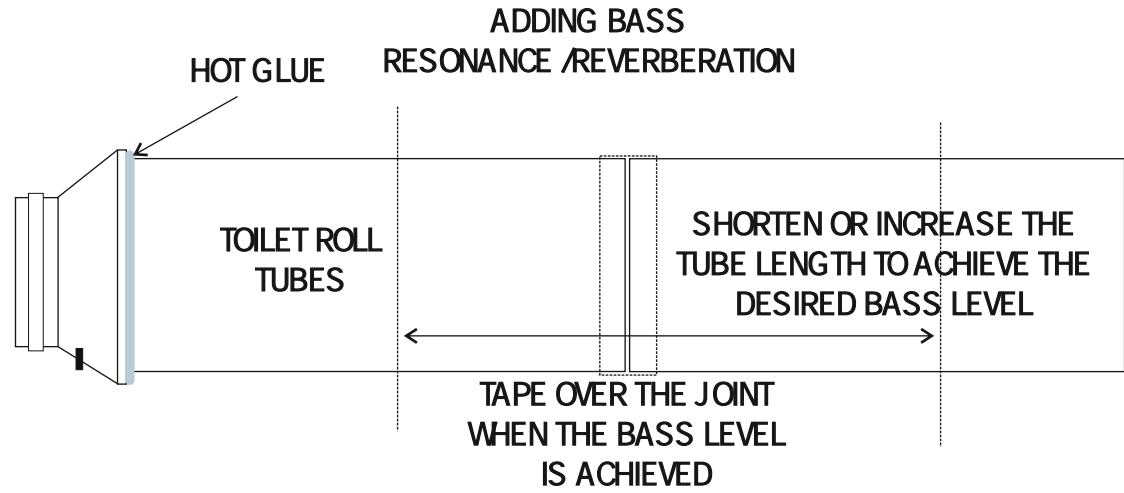 ADDING BASS
RESONANCE /REVERBERATION
HOT GLUE
TOILET ROLL
TUBES
SHORTEN OR INCREASE THE
TUBE LENGTH TO ACHIEVE THE
DESIRED BASS LEVEL
TAPE OVER THE JOINT
WHEN THE BASS LEVEL
IS ACHIEVED